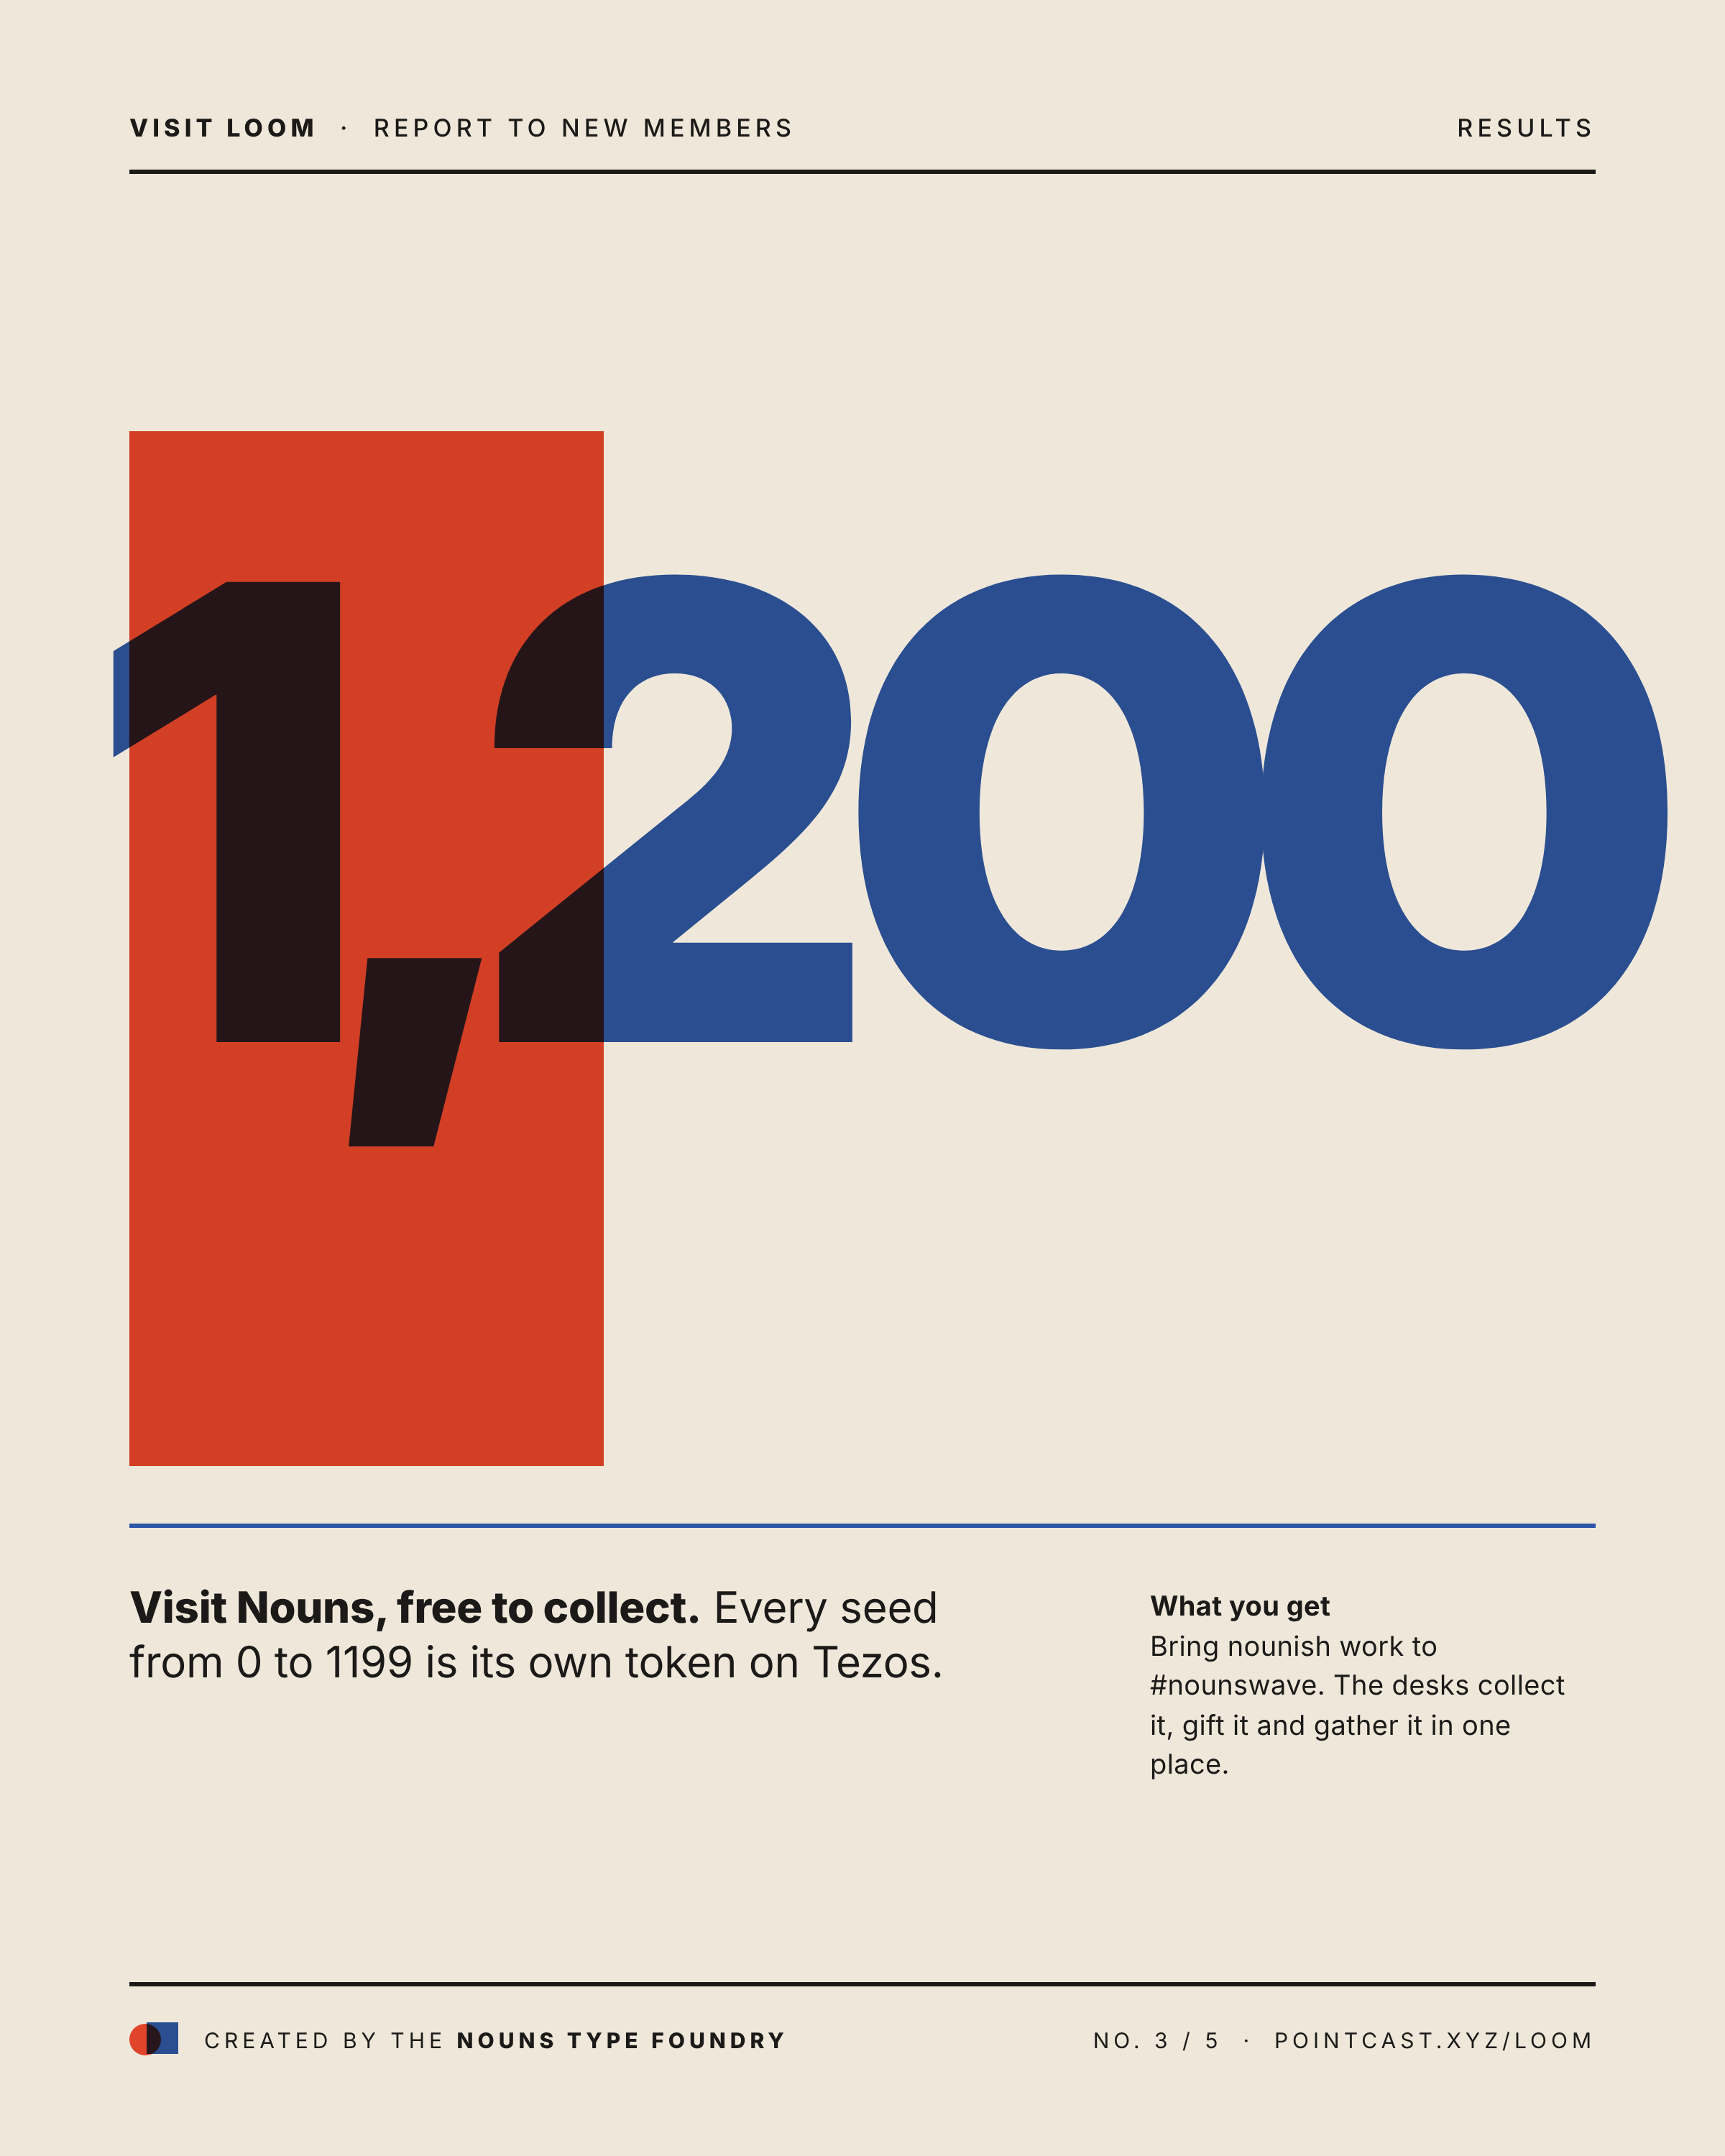 VISIT LOOM · REPORT TO NEW MEMBERS
RESULTS
1,200
Visit Nouns, free to collect. Every seed
from 0 to 1199 is its own token on Tezos.
What you get
Bring nounish work to
#nounswave. The desks collect
it, gift it and gather it in one
place.
CREATED BY THE NOUNS TYPE FOUNDRY
NO. 3 / 5 · POINTCAST.XYZ/LOOM